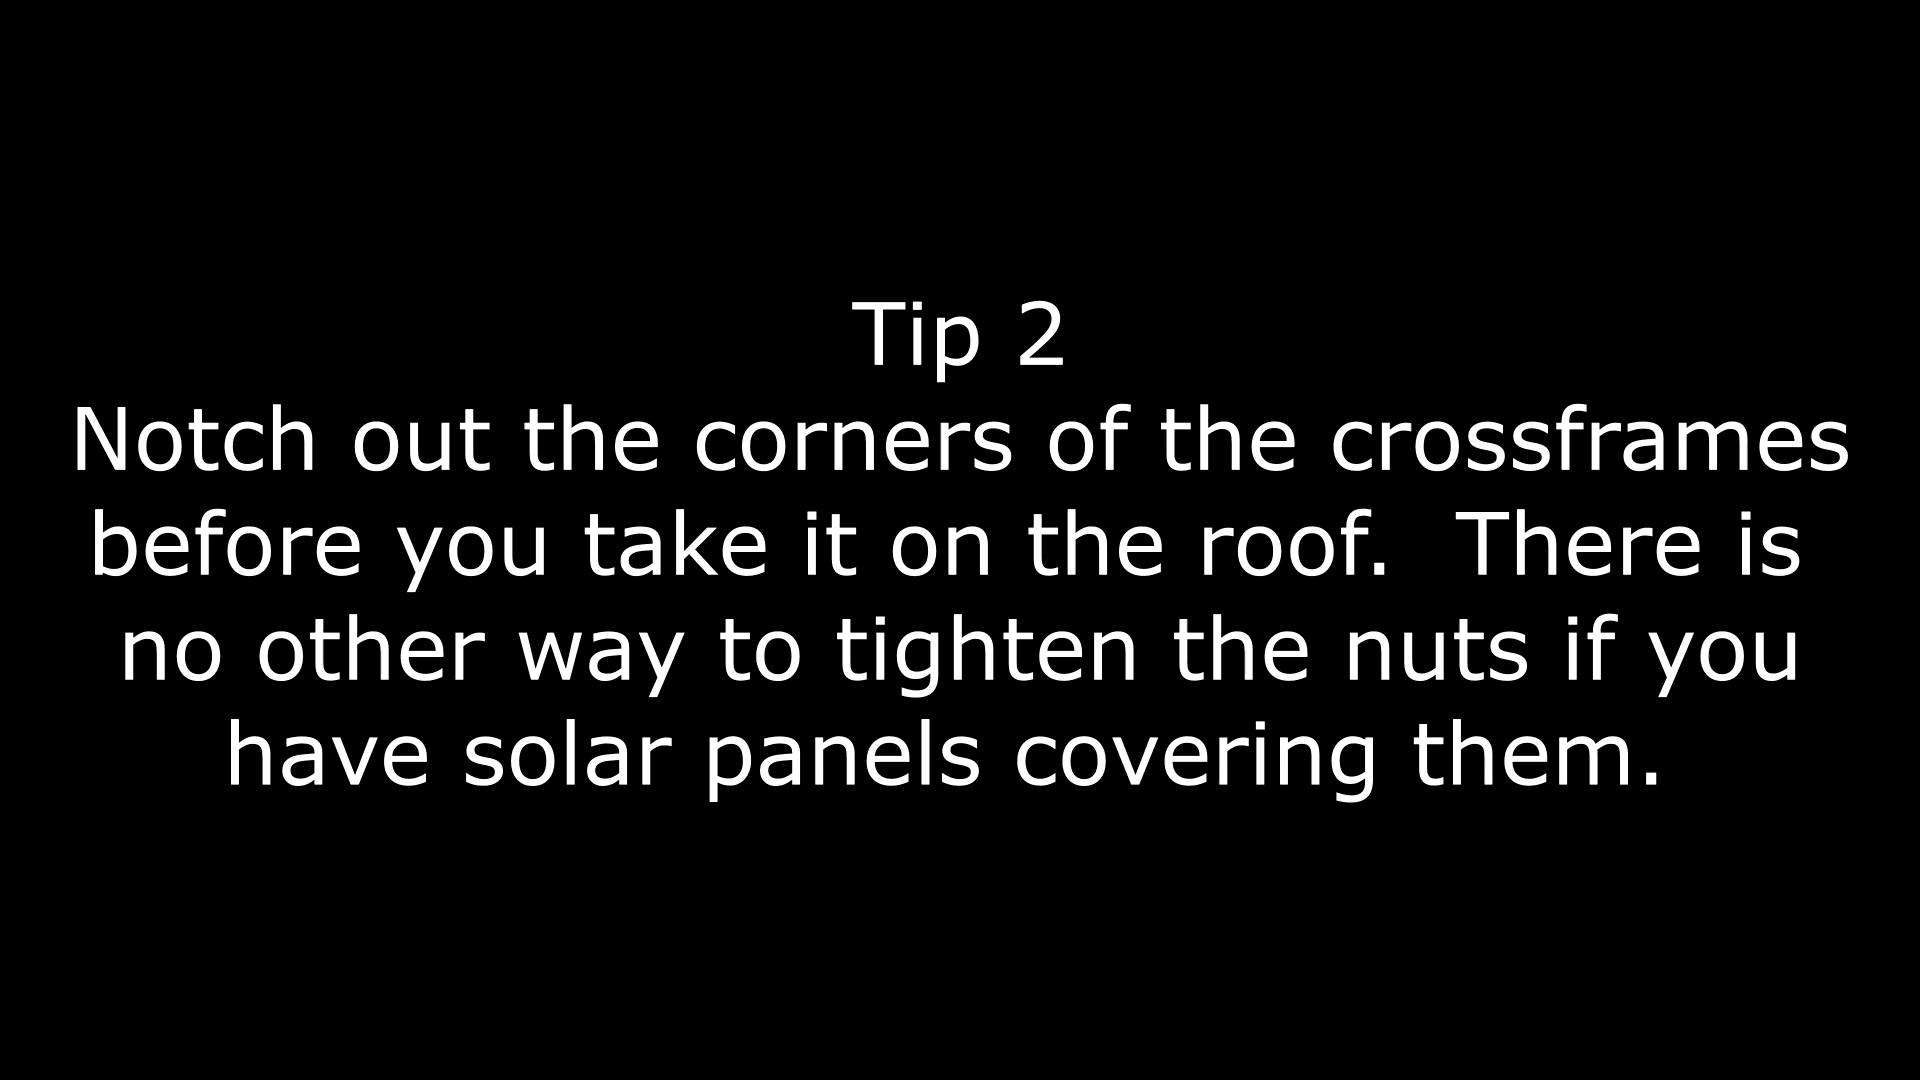 Tip 2
Notch out the corners of the crossframes
before you take it on the roof.  There is
no other way to tighten the nuts if you
have solar panels covering them.